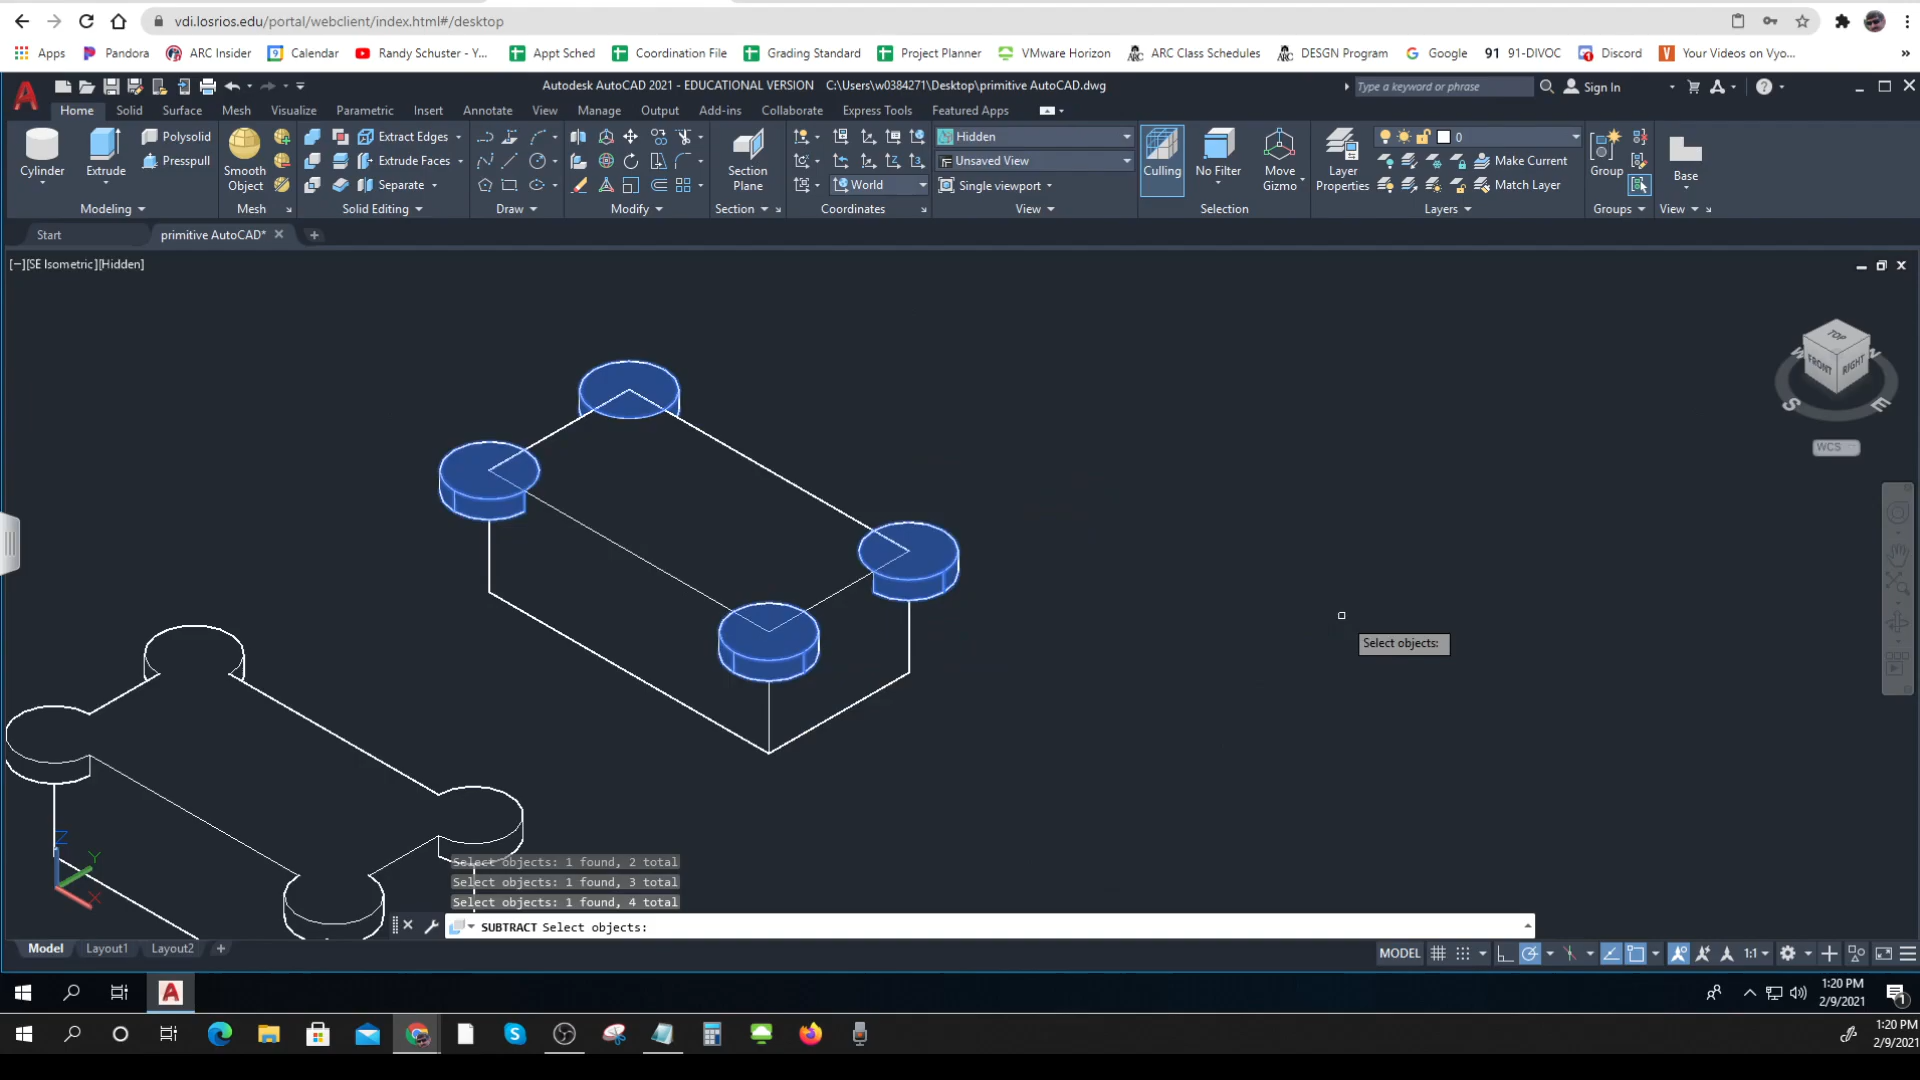 vdi.losrios.edu/portal/webclient/index.html#/desktop
Apps Pandora ARC Insider Calendar Randy Schuster - Y... Appt Sched Coordination File Grading Standard Project Planner VMware Horizon ARC Class Schedules DESGN Program Google 91 91-DIVOC Discord Your Videos on Vyo... »
Autodesk AutoCAD 2021 - EDUCATIONAL VERSION C:\Users\w0384271\Desktop\primitive AutoCAD.dwg Type a keyword or phrase Sign In
Home Solid Surface Mesh Visualize Parametric Insert Annotate View Manage Output Add-ins Collaborate Express Tools Featured Apps
Polysolid Extract Edges Hidden 0
Presspull Extrude Faces Unsaved View Make Current
Cylinder Extrude Smooth Object Section Plane Culling No Filter Move Gizmo Layer Properties Group Base
Separate World Single viewport Match Layer
Modeling Mesh Solid Editing Draw Modify Section Coordinates View Selection Layers Groups View
Start primitive AutoCAD*
[−][SE Isometric][Hidden]
TOP
FRONT RIGHT
W N
S E
WCS
Select objects:
Z
Y
X
Select objects: 1 found, 2 total
Select objects: 1 found, 3 total
Select objects: 1 found, 4 total
SUBTRACT Select objects:
Model Layout1 Layout2 + MODEL 1:1
1:20 PM
2/9/2021
1
1:20 PM
2/9/2021